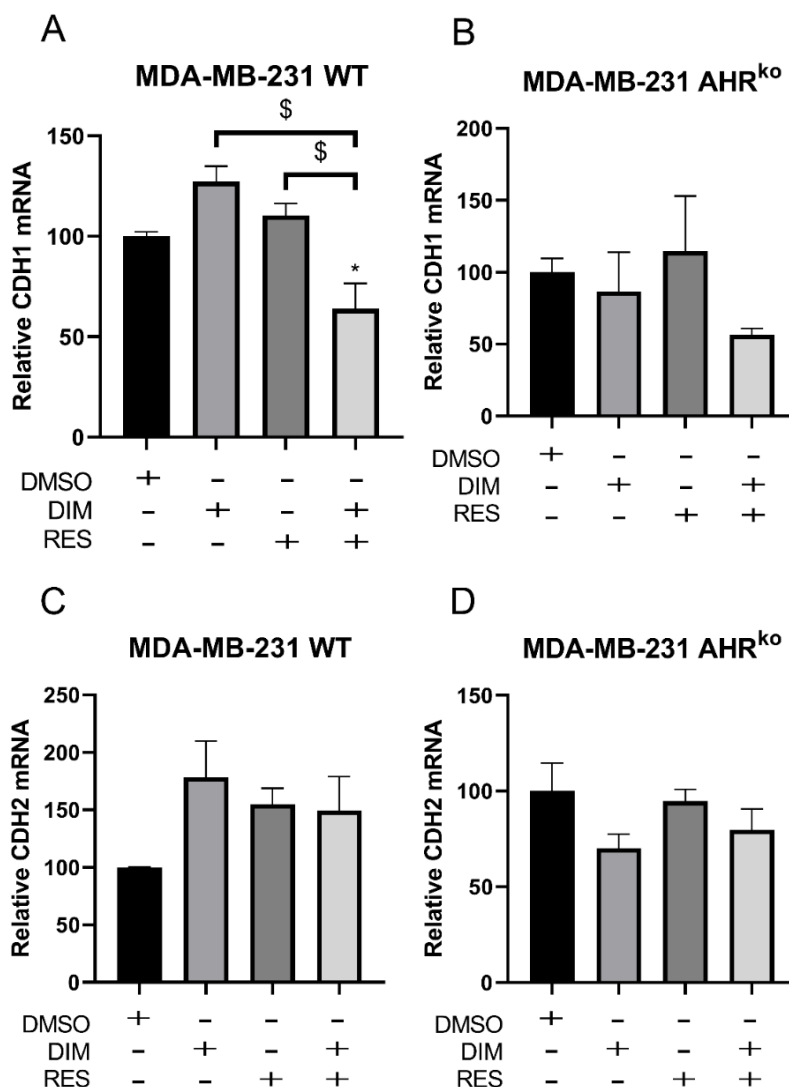 A
MDA-MB-231 WT
$
$
*
Relative CDH1 mRNA
150
100
50
0
DMSO + – – –
DIM – + – +
RES – – + +
B
MDA-MB-231 AHRko
Relative CDH1 mRNA
200
150
100
50
0
DMSO + – – –
DIM – + – +
RES – – + +
C
MDA-MB-231 WT
Relative CDH2 mRNA
250
200
150
100
50
0
DMSO + – – –
DIM – + – +
RES – – + +
D
MDA-MB-231 AHRko
Relative CDH2 mRNA
150
100
50
0
DMSO + – – –
DIM – + – +
RES – – + +